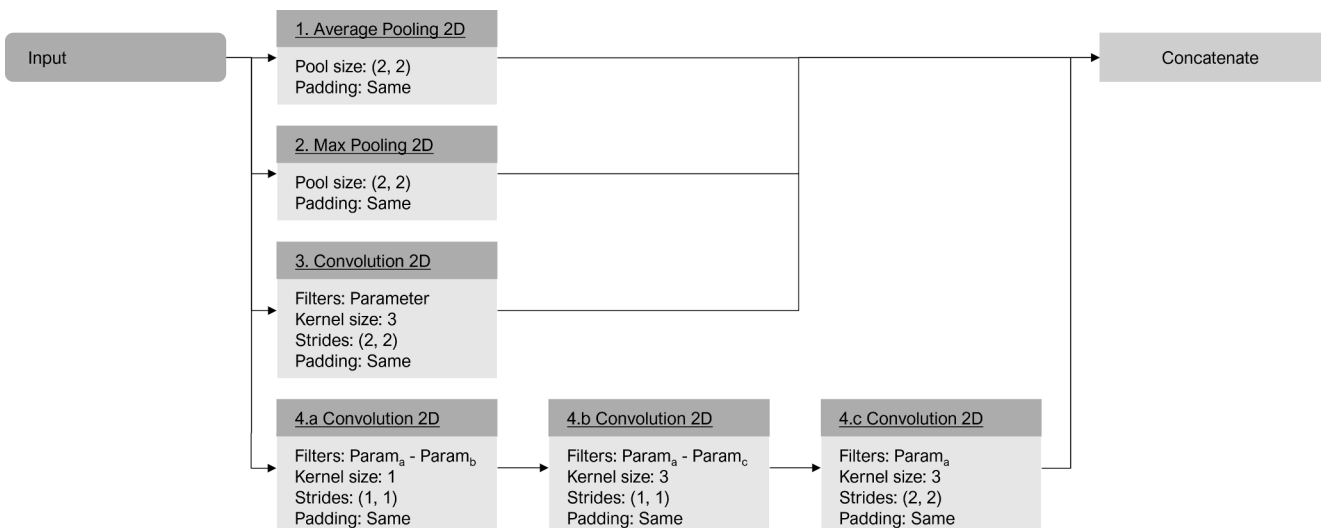 Input
1. Average Pooling 2D
Pool size: (2, 2)
Padding: Same
Concatenate
2. Max Pooling 2D
Pool size: (2, 2)
Padding: Same
3. Convolution 2D
Filters: Parameter
Kernel size: 3
Strides: (2, 2)
Padding: Same
4.a Convolution 2D
Filters: Paramₐ - Param_b
Kernel size: 1
Strides: (1, 1)
Padding: Same
4.b Convolution 2D
Filters: Paramₐ - Param_c
Kernel size: 3
Strides: (1, 1)
Padding: Same
4.c Convolution 2D
Filters: Paramₐ
Kernel size: 3
Strides: (2, 2)
Padding: Same